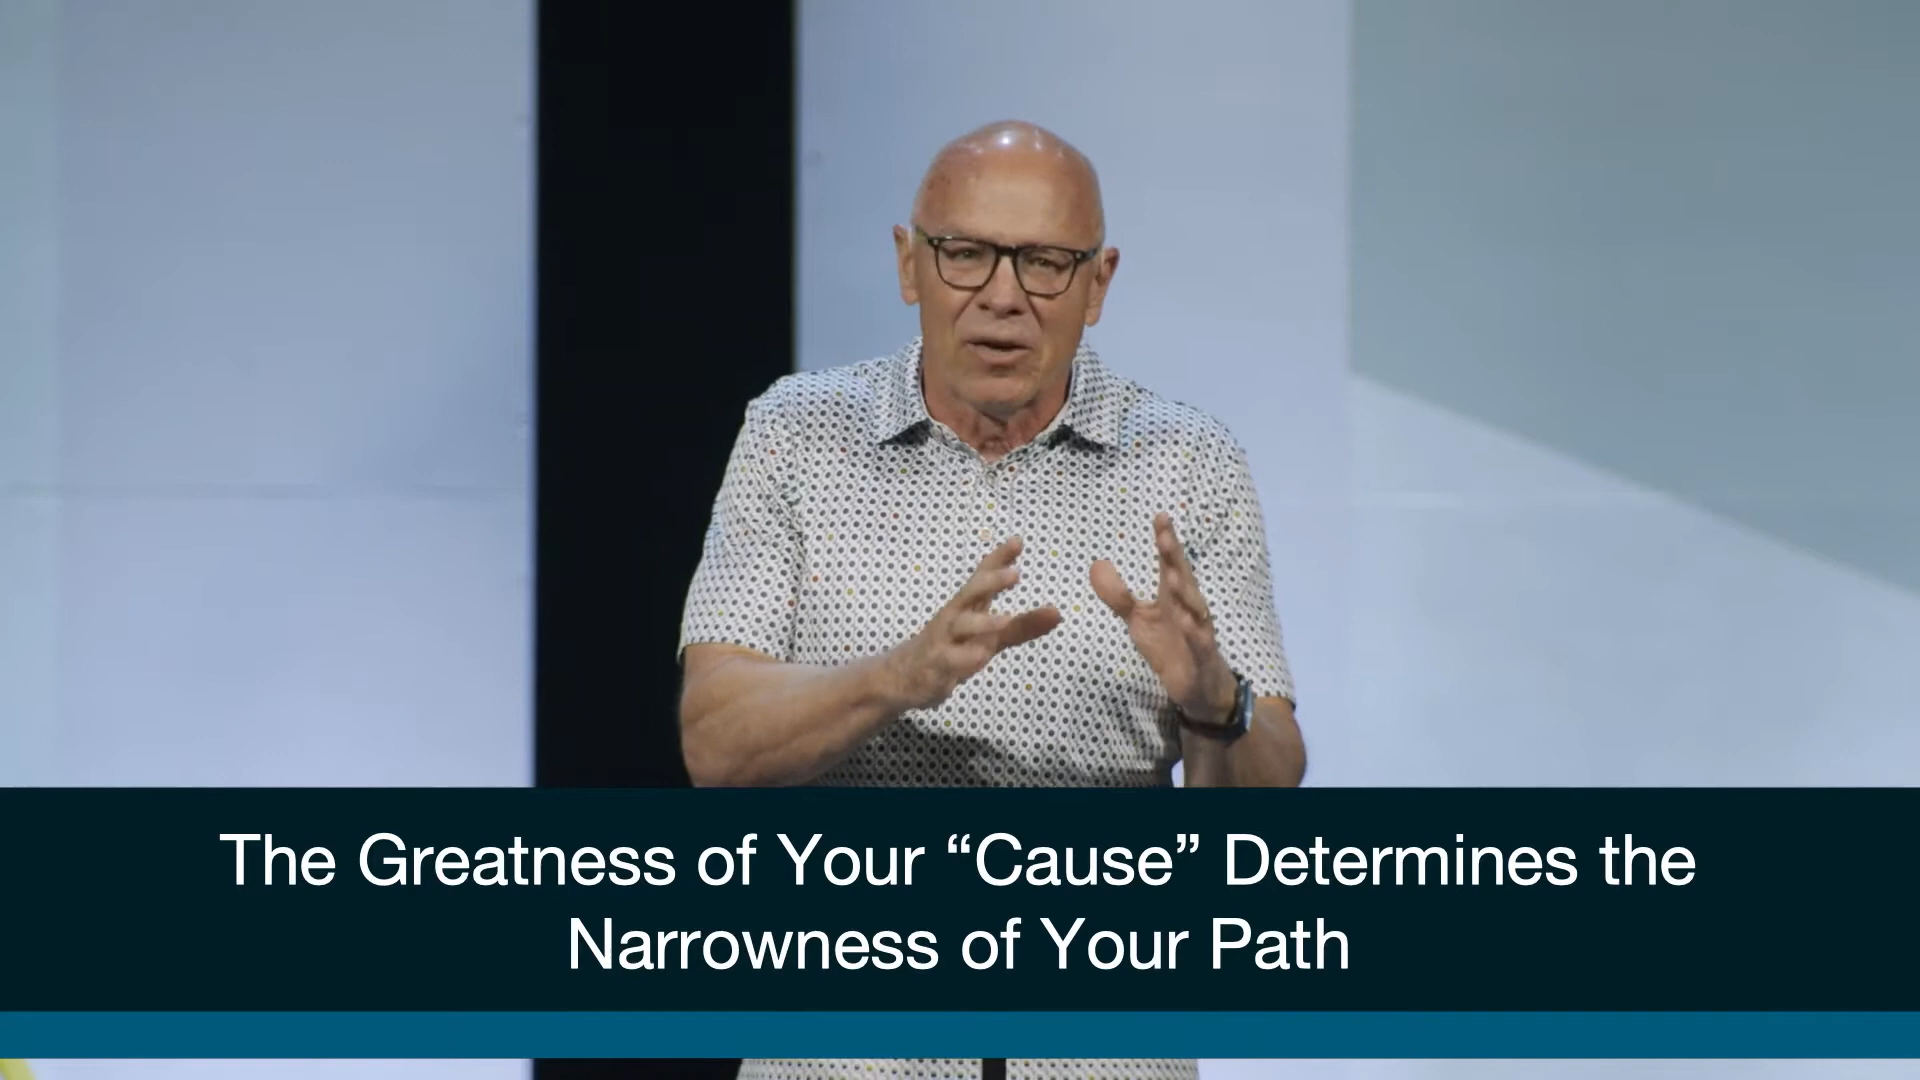 The Greatness of Your “Cause” Determines the
Narrowness of Your Path